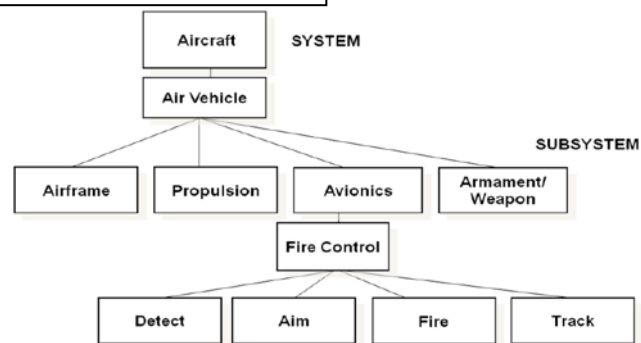 Aircraft SYSTEM
Air Vehicle
SUBSYSTEM
Airframe Propulsion Avionics Armament/
Weapon
Fire Control
Detect Aim Fire Track